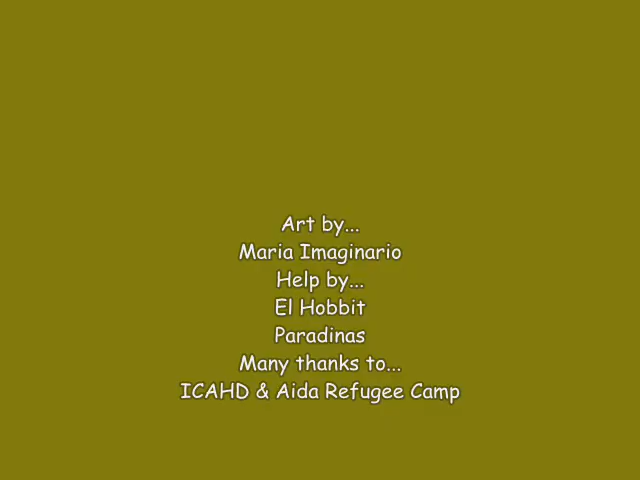 Art by...
Maria Imaginario
Help by...
El Hobbit
Paradinas
Many thanks to...
ICAHD & Aida Refugee Camp